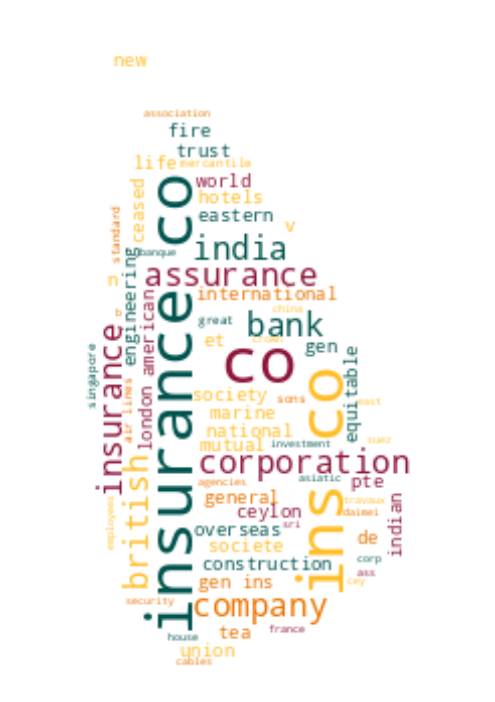 new
association
fire
trust
life mercantile
world
ceased
hotels
co
eastern
standard
v
india
engineering
banque
assurance
n
international
american
china
b
great
bank
insurance
et
crown
gen
co
singapore
insurance co
equitable
society
sons
east
london
marine
air lines
national
suez
mutual
investment
corporation
british
asiatic
pte
agencies
general
travaux
employees
ceylon
daimei
indian
sri
overseas
de
societe
ins co
construction
corp
gen ins
ass
cey
security
company
tea
france
house
union
cables